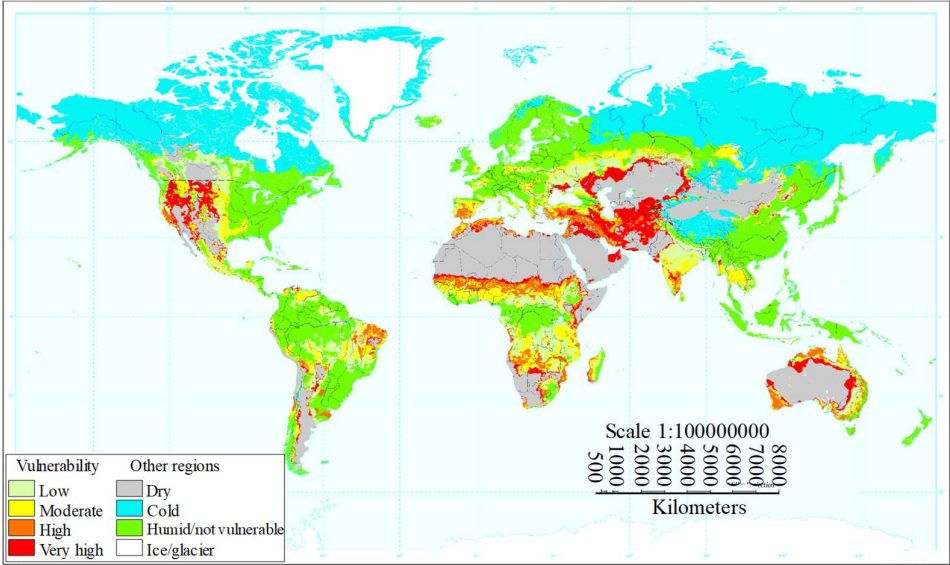 Scale 1:100000000
500 1000 2000 3000 4000 5000 6000 7000 8000
Kilometers
Vulnerability Other regions
Low Dry
Moderate Cold
High Humid/not vulnerable
Very high Ice/glacier